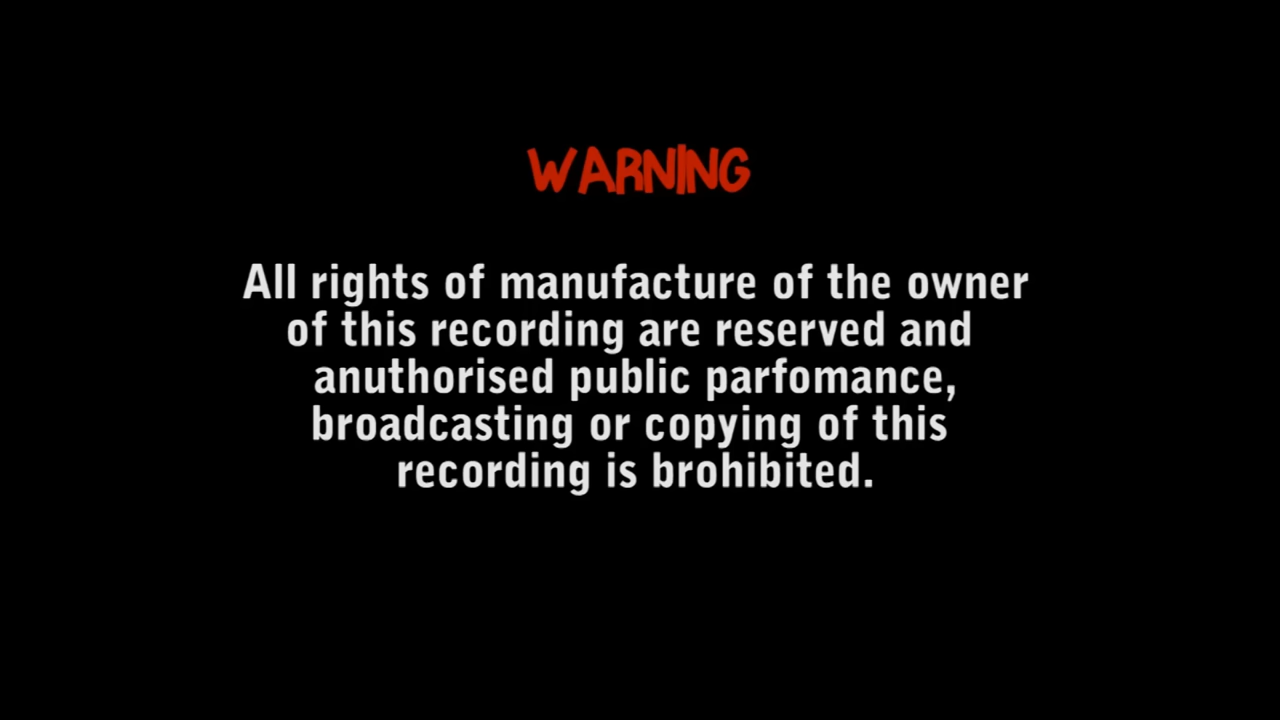 WARNING
All rights of manufacture of the owner
of this recording are reserved and
anuthorised public parfomance,
broadcasting or copying of this
recording is brohibited.